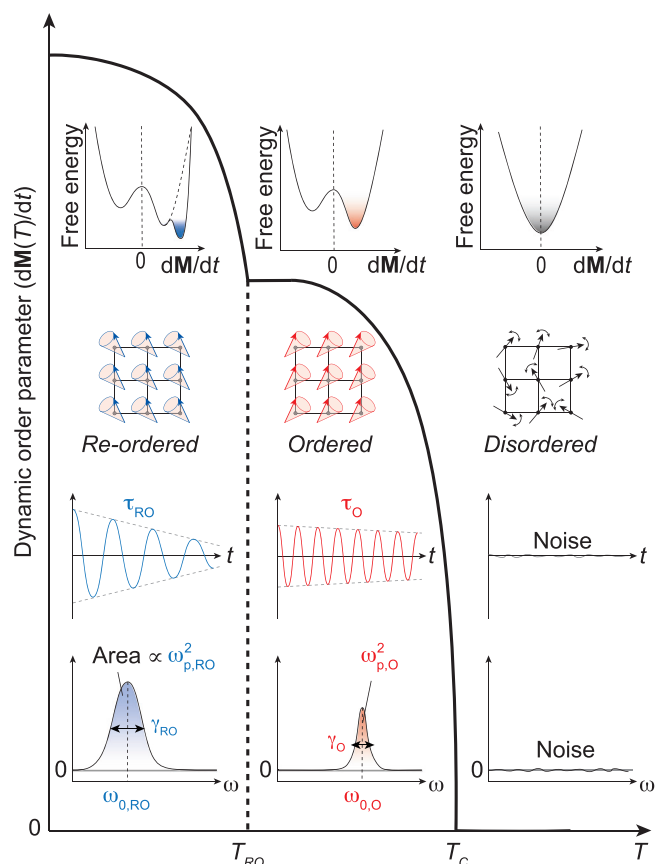 Dynamic order parameter (dM(T)/dt)
Free energy
0
dM/dt
Free energy
0
dM/dt
Free energy
0
dM/dt
Re-ordered
Ordered
Disordered
τRO
t
τO
t
Noise
t
Area ∝ ω²p,RO
γRO
0
ω0,RO
ω
ω²p,O
γO
0
ω0,O
ω
Noise
0
ω
0
TRO
TC
T